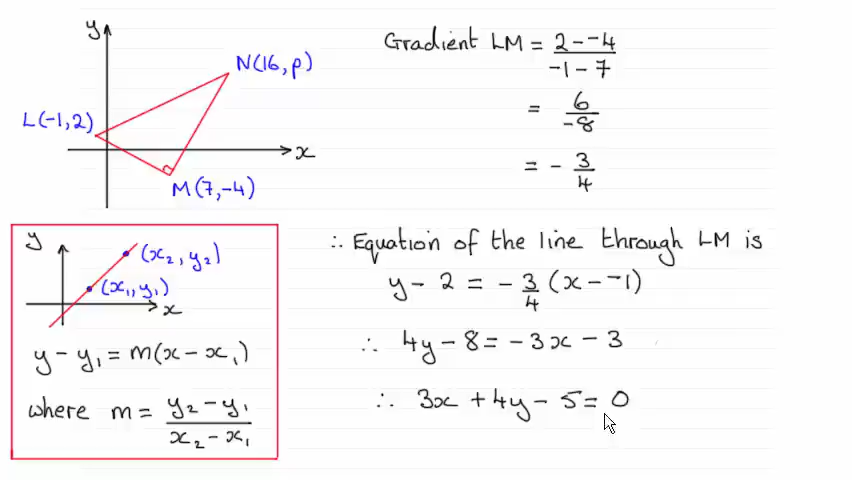 y
N(16, p)
L(-1, 2)
x
M(7, -4)
Gradient LM = 2 - -4 / -1 - 7
= 6 / -8
= - 3 / 4
y
(x₂, y₂)
(x₁, y₁)
x
y - y₁ = m(x - x₁)
where m = y₂ - y₁ / x₂ - x₁
∴ Equation of the line through LM is
y - 2 = - 3/4 (x - -1)
∴ 4y - 8 = -3x - 3
∴ 3x + 4y - 5 = 0